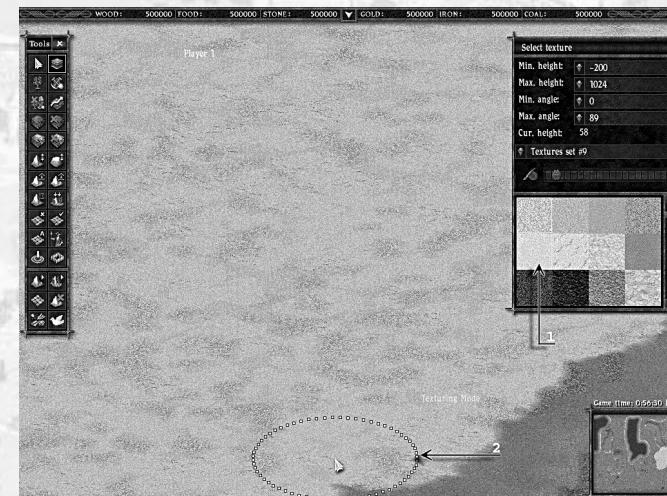 WOOD: 500000 FOOD: 500000 STONE: 500000 GOLD: 500000 IRON: 500000 COAL: 500000
Tools
Player 1
Select texture
Min. height: -200
Max. height: 1024
Min. angle: 0
Max. angle: 89
Cur. height: 58
Textures set #9
1
Texturing Mode
Game time: 0:56:30
2